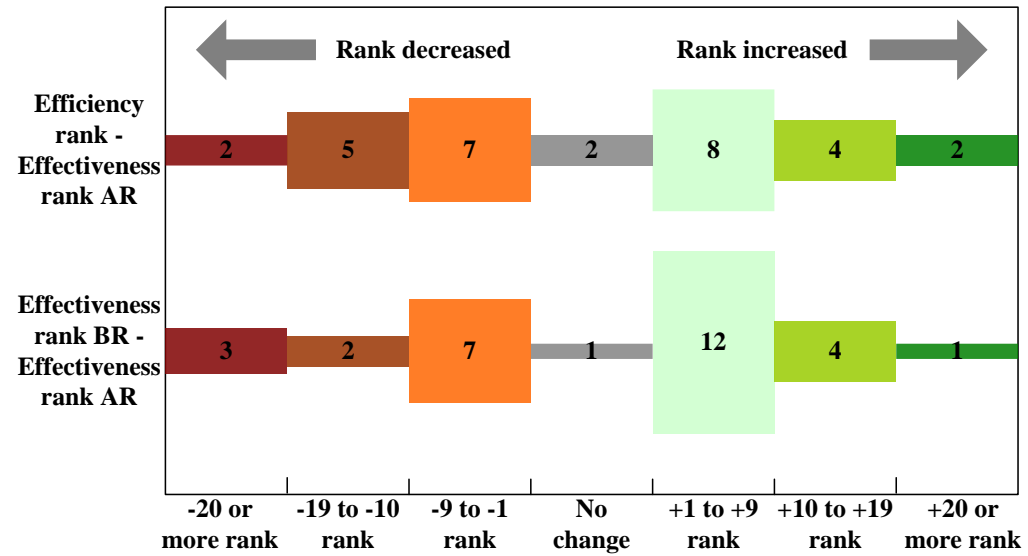 Rank decreased
Rank increased
Efficiency
rank -
Effectiveness
rank AR
2
5
7
2
8
4
2
Effectiveness
rank BR -
Effectiveness
rank AR
3
2
7
1
12
4
1
-20 or
more rank
-19 to -10
rank
-9 to -1
rank
No
change
+1 to +9
rank
+10 to +19
rank
+20 or
more rank